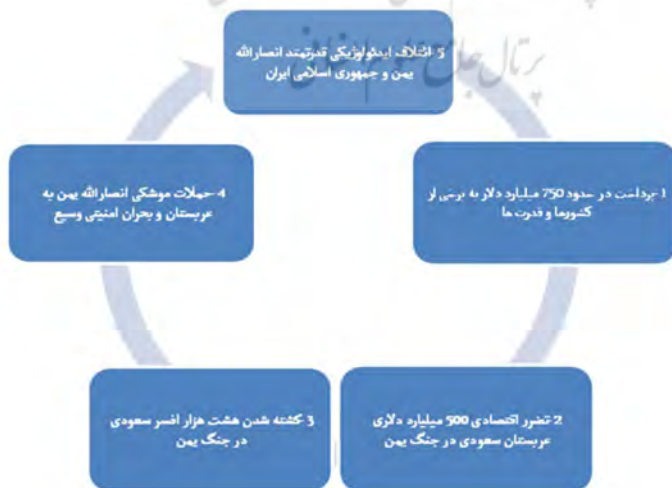 پرتال جامع علوم انسانی
5-ائتلاف ایدئولوژیکی قدرتمند انصارالله
یمن و جمهوری اسلامی ایران
1-پرداخت در حدود 750 میلیارد دلار به برخی از
کشورها و قدرت ها
2-تضرر اقتصادی 500 میلیارد دلاری
عربستان سعودی در جنگ یمن
3-کشته شدن هشت هزار افسر سعودی
در جنگ یمن
4-حملات موشکی انصارالله یمن به
عربستان و بحران امنیتی وسیع